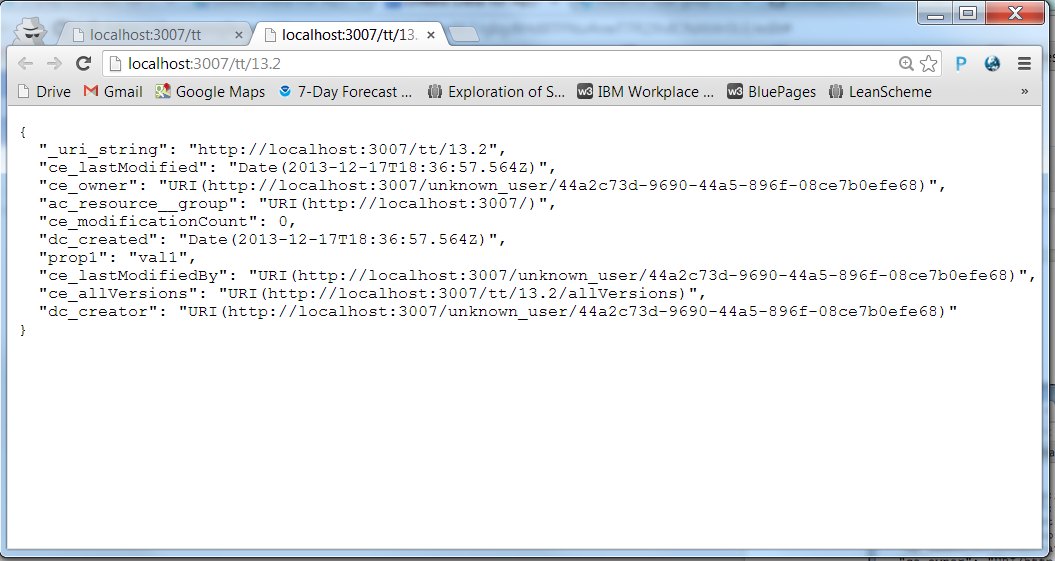 localhost:3007/tt
localhost:3007/tt/13.
localhost:3007/tt/13.2
P
Drive Gmail Google Maps 7-Day Forecast ... Exploration of S... w3 IBM Workplace ... w3 BluePages LeanScheme »
{
"_uri_string": "http://localhost:3007/tt/13.2",
"ce_lastModified": "Date(2013-12-17T18:36:57.564Z)",
"ce_owner": "URI(http://localhost:3007/unknown_user/44a2c73d-9690-44a5-896f-08ce7b0efe68)",
"ac_resource__group": "URI(http://localhost:3007/)",
"ce_modificationCount": 0,
"dc_created": "Date(2013-12-17T18:36:57.564Z)",
"prop1": "val1",
"ce_lastModifiedBy": "URI(http://localhost:3007/unknown_user/44a2c73d-9690-44a5-896f-08ce7b0efe68)",
"ce_allVersions": "URI(http://localhost:3007/tt/13.2/allVersions)",
"dc_creator": "URI(http://localhost:3007/unknown_user/44a2c73d-9690-44a5-896f-08ce7b0efe68)"
}